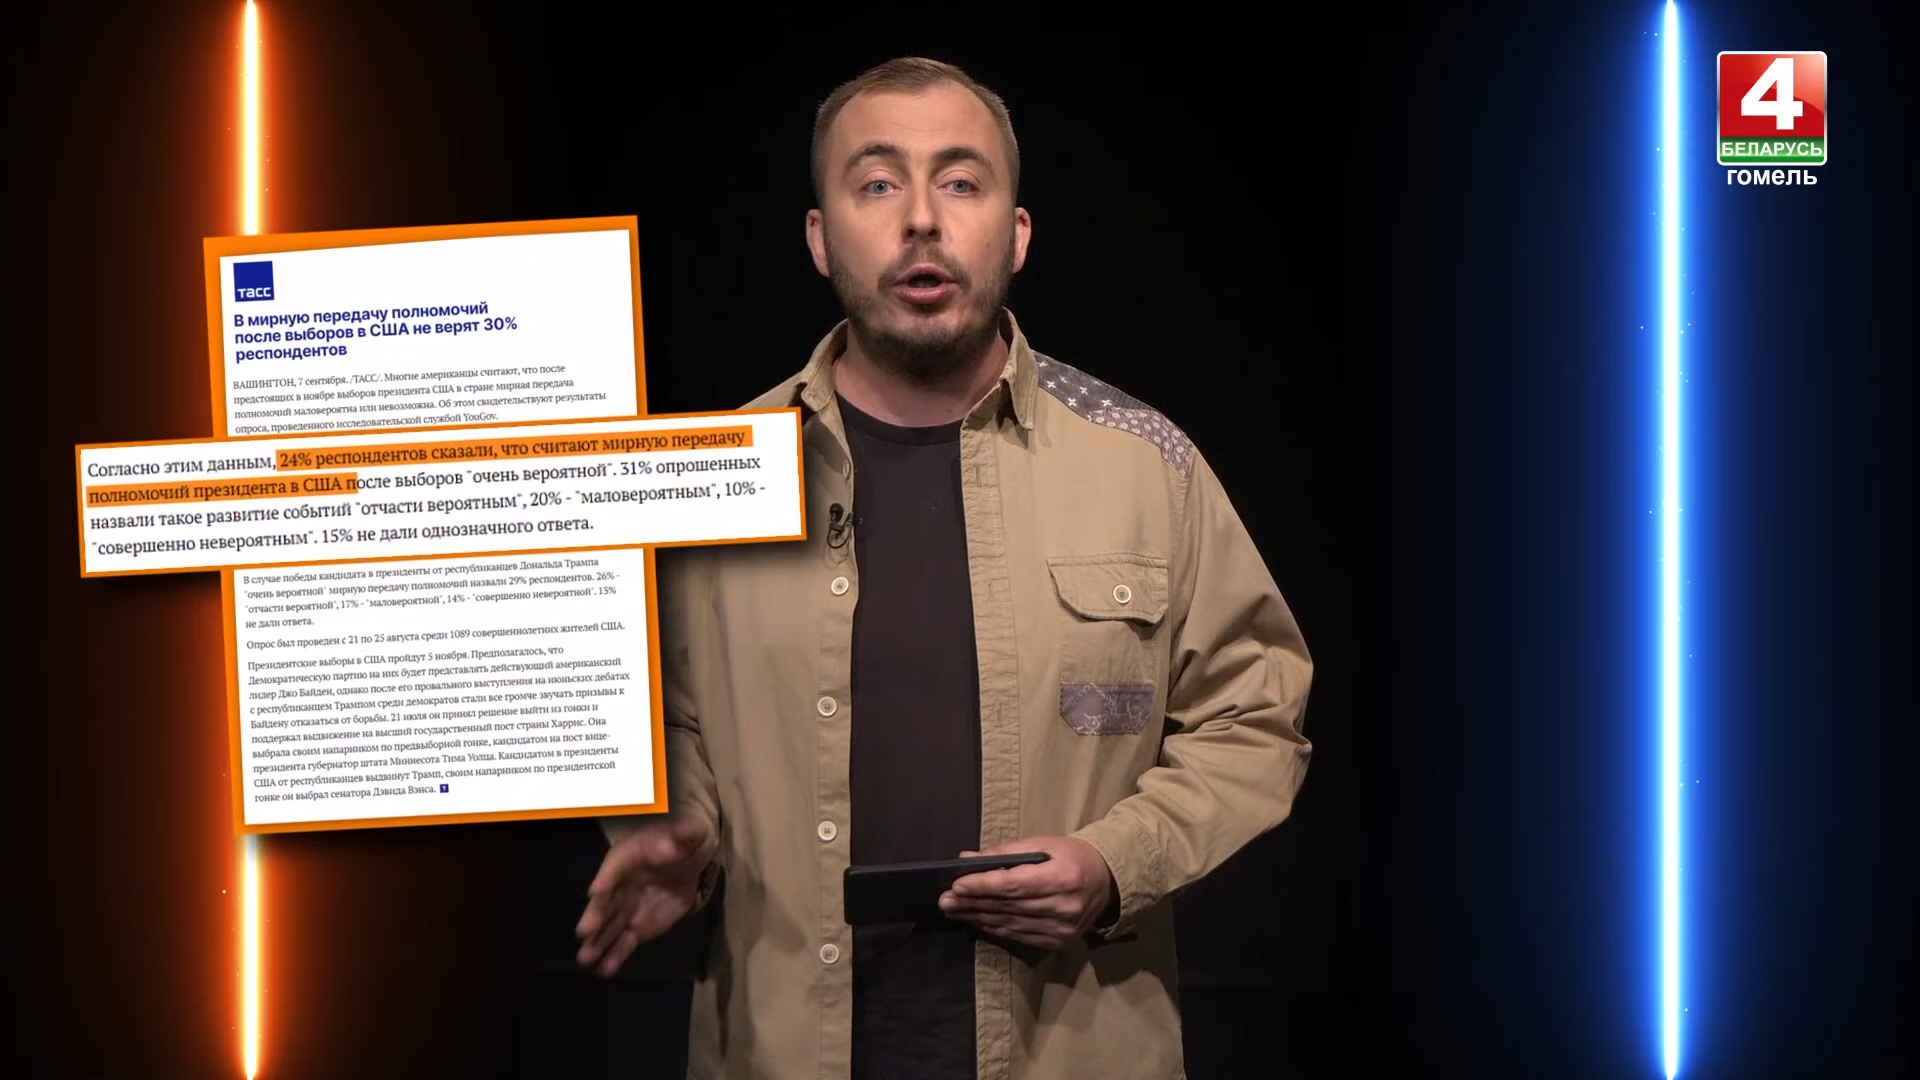 4
БЕЛАРУСЬ
гомель
тасс
В мирную передачу полномочий
после выборов в США не верят 30%
респондентов
ВАШИНГТОН, 7 сентября. /ТАСС/. Многие американцы считают, что после
предстоящих в ноябре выборов президента США в стране мирная передача
полномочий маловероятна или невозможна. Об этом свидетельствуют результаты
опроса, проведенного исследовательской службой YouGov.
Согласно этим данным, 24% респондентов сказали, что считают мирную передачу
полномочий президента в США после выборов "очень вероятной". 31% опрошенных
назвали такое развитие событий "отчасти вероятным", 20% - "маловероятным", 10% -
"совершенно невероятным". 15% не дали однозначного ответа.
В случае победы кандидата в президенты от республиканцев Дональда Трампа
"очень вероятной" мирную передачу полномочий назвали 29% респондентов. 26% -
"отчасти вероятной", 17% - "маловероятной", 14% - "совершенно невероятной". 13%
не дали ответа.
Опрос был проведен с 21 по 25 августа среди 1089 совершеннолетних жителей США.
Президентские выборы в США пройдут 5 ноября. Предполагалось, что
Демократическую партию на них будет представлять действующий американский
лидер Джо Байден, однако после его провального выступления на июньских дебатах
с республиканцем Трампом среди демократов стали все громче звучать призывы к
Байдену отказаться от борьбы. 21 июля он принял решение выйти из гонки и
поддержал выдвижение на высший государственный пост страны Харрис. Она
выбрала своим напарником по предвыборной гонке, кандидатом на пост вице-
президента губернатор штата Миннесота Тима Уолца. Кандидатом в президенты
США от республиканцев выдвинут Трамп, своим напарником по президентской
гонке он выбрал сенатора Дэвида Вэнса.